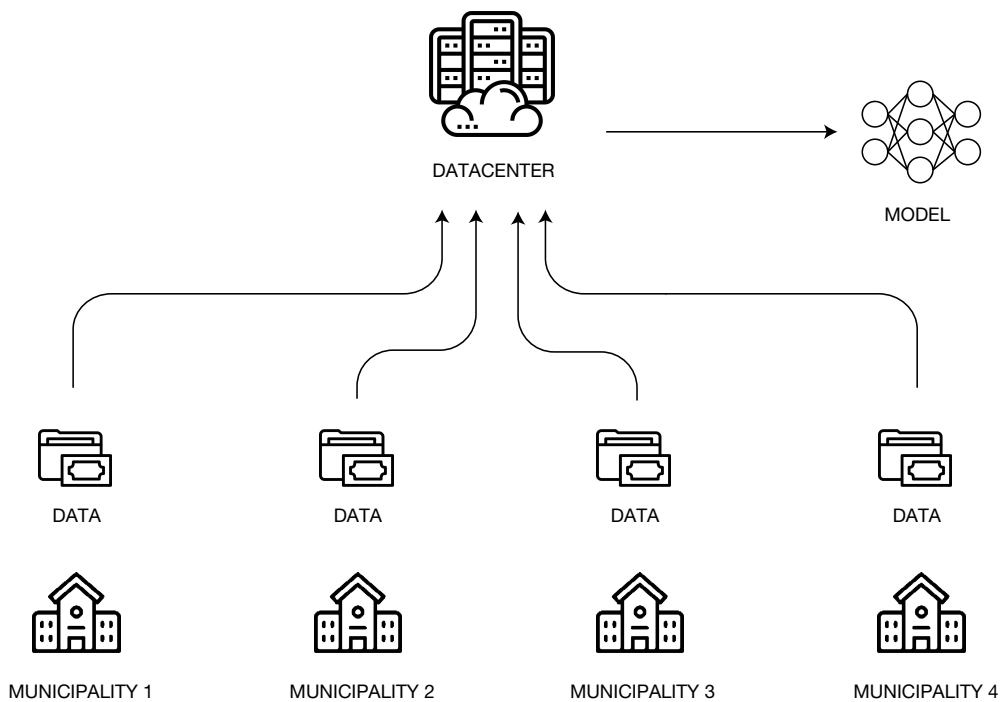 DATACENTER
MODEL
DATA
DATA
DATA
DATA
MUNICIPALITY 1
MUNICIPALITY 2
MUNICIPALITY 3
MUNICIPALITY 4